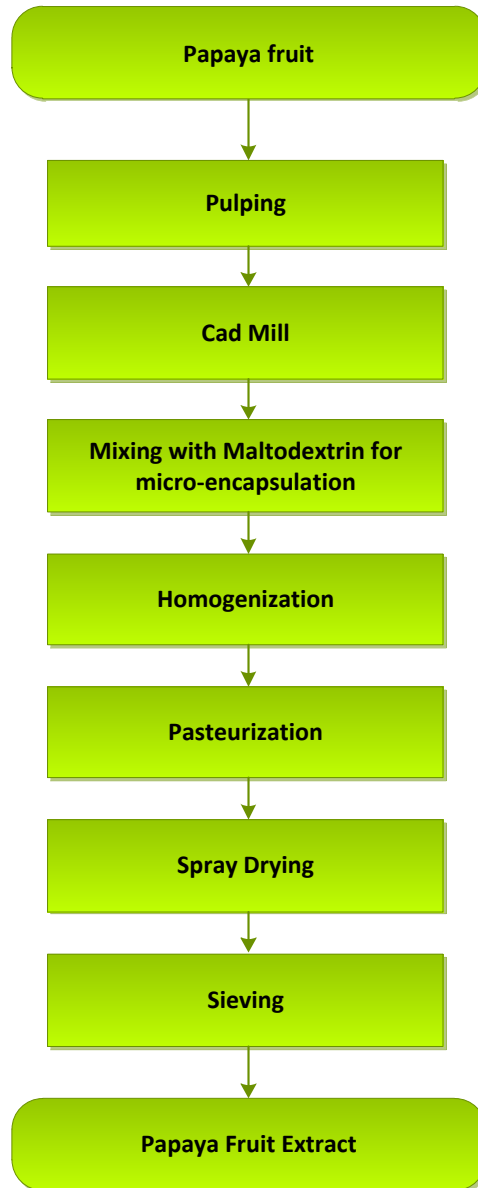 Papaya fruit
Pulping
Cad Mill
Mixing with Maltodextrin for
micro-encapsulation
Homogenization
Pasteurization
Spray Drying
Sieving
Papaya Fruit Extract